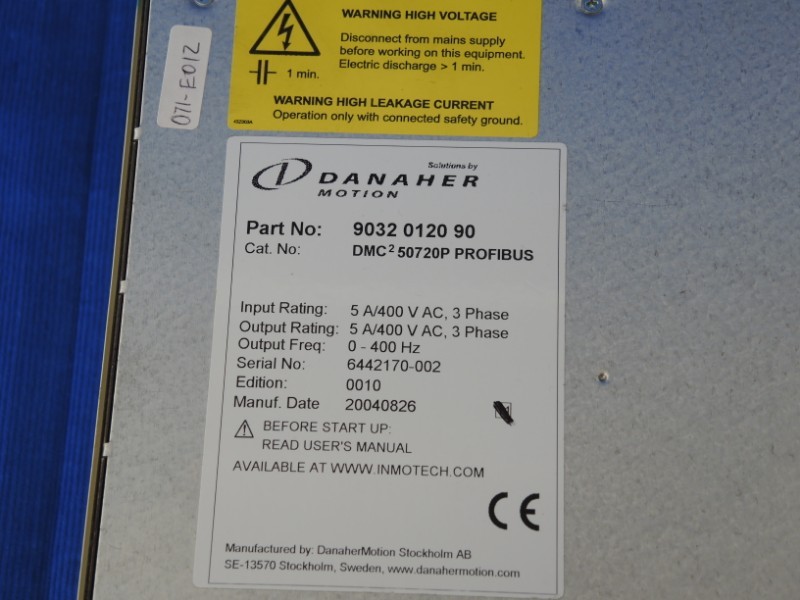 WARNING HIGH VOLTAGE
Disconnect from mains supply
before working on this equipment.
Electric discharge > 1 min.
1 min.
WARNING HIGH LEAKAGE CURRENT
Operation only with connected safety ground.
071-E012
Solutions by
DANAHER
MOTION
Part No: 9032 0120 90
Cat. No: DMC² 50720P PROFIBUS
Input Rating: 5 A/400 V AC, 3 Phase
Output Rating: 5 A/400 V AC, 3 Phase
Output Freq: 0 - 400 Hz
Serial No: 6442170-002
Edition: 0010
Manuf. Date 20040826
BEFORE START UP:
READ USER'S MANUAL
AVAILABLE AT WWW.INMOTECH.COM
CE
Manufactured by: DanaherMotion Stockholm AB
SE-13570 Stockholm, Sweden, www.danahermotion.com